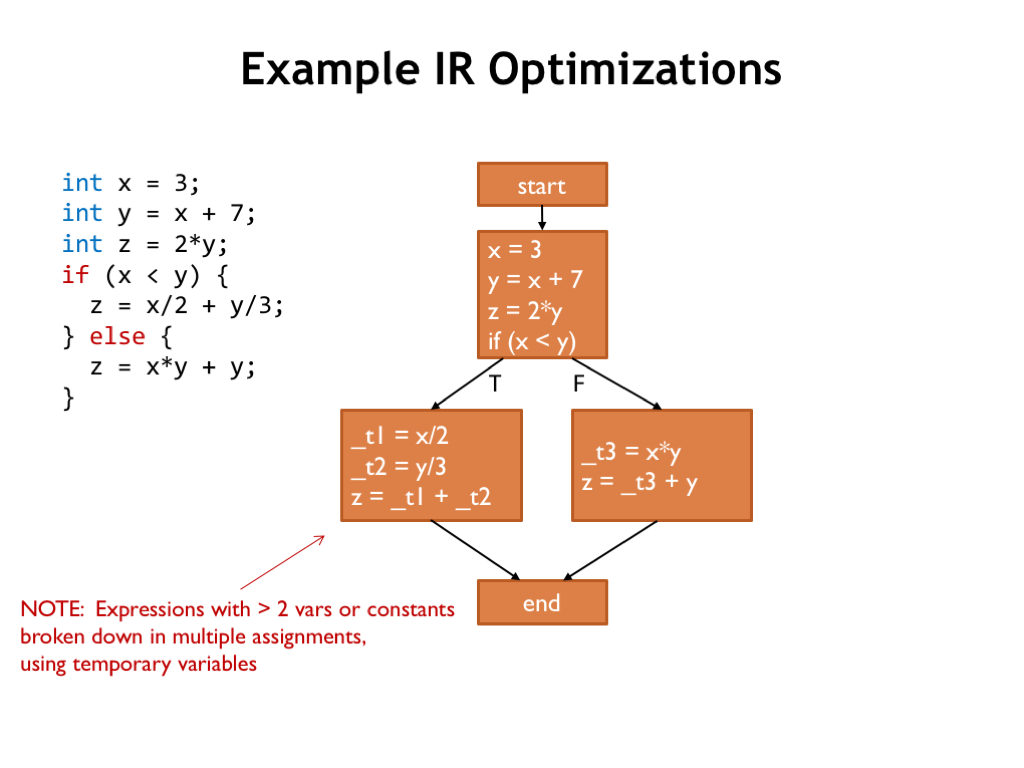 Example IR Optimizations
int x = 3;
int y = x + 7;
int z = 2*y;
if (x < y) {
  z = x/2 + y/3;
} else {
  z = x*y + y;
}
start
x = 3
y = x + 7
z = 2*y
if (x < y)
T
F
_t1 = x/2
_t2 = y/3
z = _t1 + _t2
_t3 = x*y
z = _t3 + y
end
NOTE: Expressions with > 2 vars or constants
broken down in multiple assignments,
using temporary variables